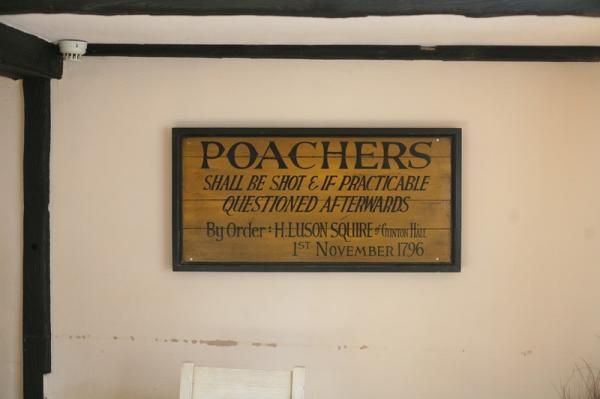 POACHERS
SHALL BE SHOT & IF PRACTICABLE
QUESTIONED AFTERWARDS
By Order : H. LUSON SQUIRE of GUNTON HALL
1ST NOVEMBER 1796